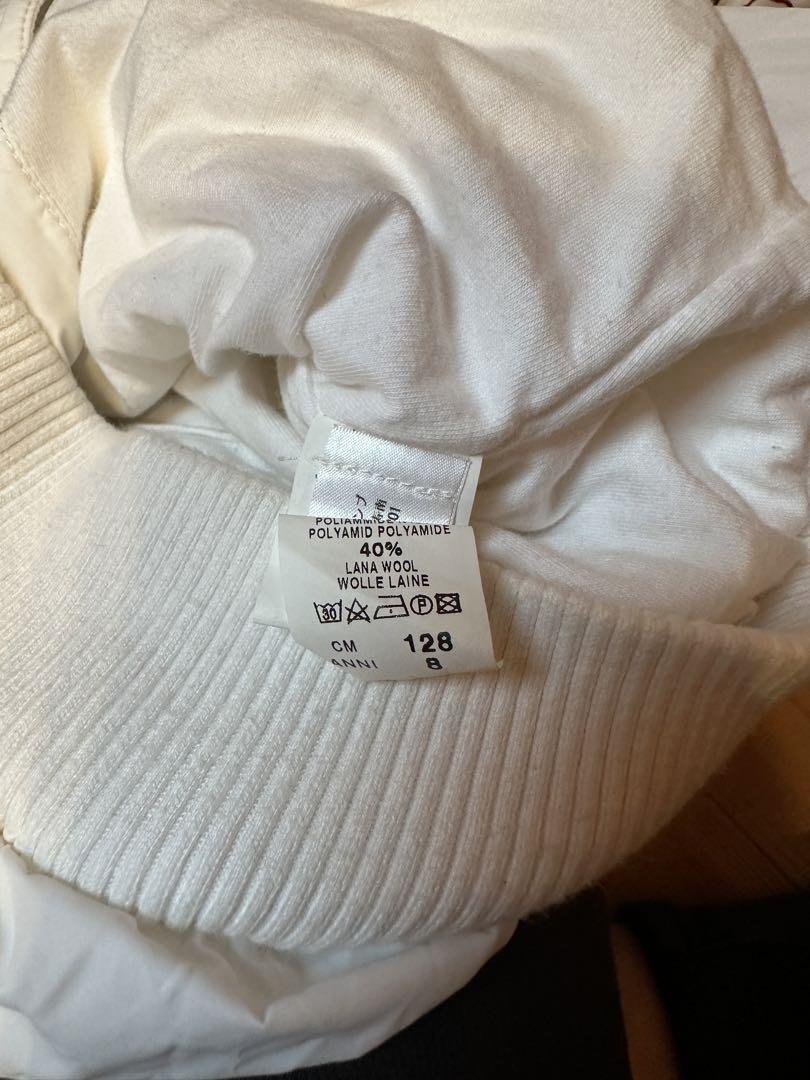 POLYAMID POLYAMIDE
40%
LANA WOOL
WOLLE LAINE
30 P
CM 128
ANNI 8